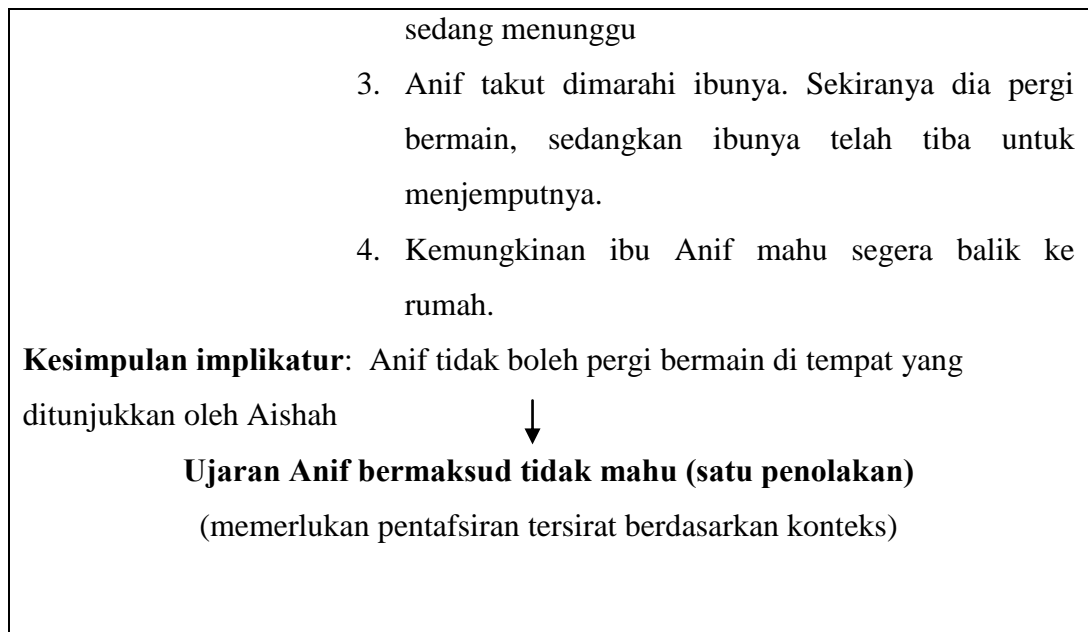 sedang menunggu
3. Anif takut dimarahi ibunya. Sekiranya dia pergi
bermain, sedangkan ibunya telah tiba untuk
menjemputnya.
4. Kemungkinan ibu Anif mahu segera balik ke
rumah.
Kesimpulan implikatur: Anif tidak boleh pergi bermain di tempat yang
ditunjukkan oleh Aishah
Ujaran Anif bermaksud tidak mahu (satu penolakan)
(memerlukan pentafsiran tersirat berdasarkan konteks)